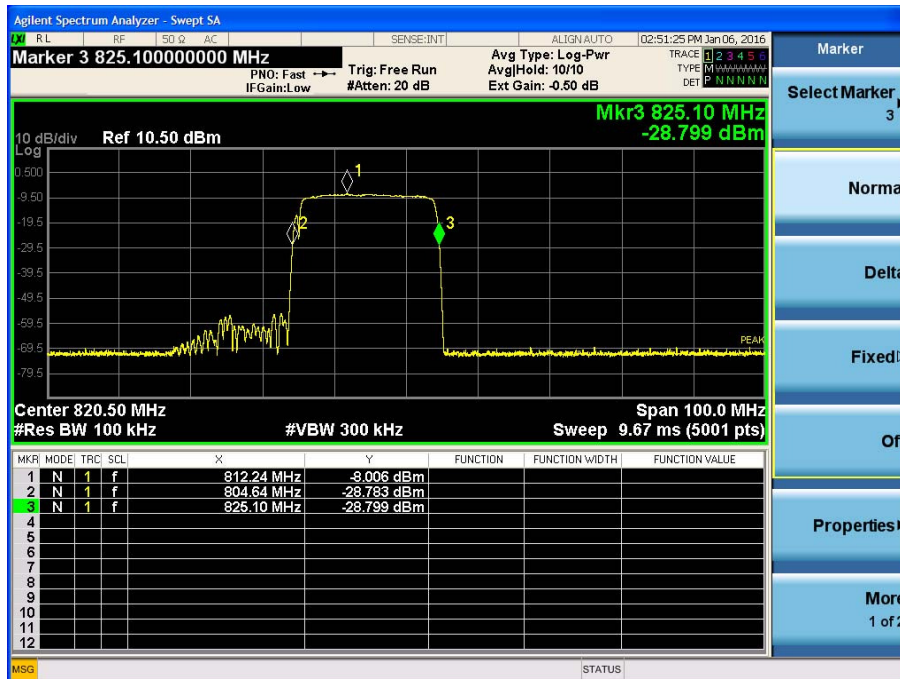 Agilent Spectrum Analyzer - Swept SA
LXI RL RF 50 Ω AC SENSE:INT ALIGN AUTO 02:51:25 PM Jan 06, 2016
Marker 3 825.100000000 MHz
PNO: Fast
IFGain:Low
Trig: Free Run
#Atten: 20 dB
Avg Type: Log-Pwr
Avg|Hold: 10/10
Ext Gain: -0.50 dB
TRACE 1 2 3 4 5 6
TYPE M
DET P N N N N N
Mkr3 825.10 MHz
-28.799 dBm
10 dB/div Ref 10.50 dBm
Log
0.500
-9.50
-19.5
-29.5
-39.5
-49.5
-59.5
-69.5
-79.5
1
2
3
PEAK
Center 820.50 MHz Span 100.0 MHz
#Res BW 100 kHz #VBW 300 kHz Sweep 9.67 ms (5001 pts)
MKR MODE TRC SCL X Y FUNCTION FUNCTION WIDTH FUNCTION VALUE
1 N 1 f 812.24 MHz -8.006 dBm
2 N 1 f 804.64 MHz -28.783 dBm
3 N 1 f 825.10 MHz -28.799 dBm
4
5
6
7
8
9
10
11
12
MSG STATUS
Marker
Select Marker
3
Norma
Delta
Fixed
Of
Properties
More
1 of 2